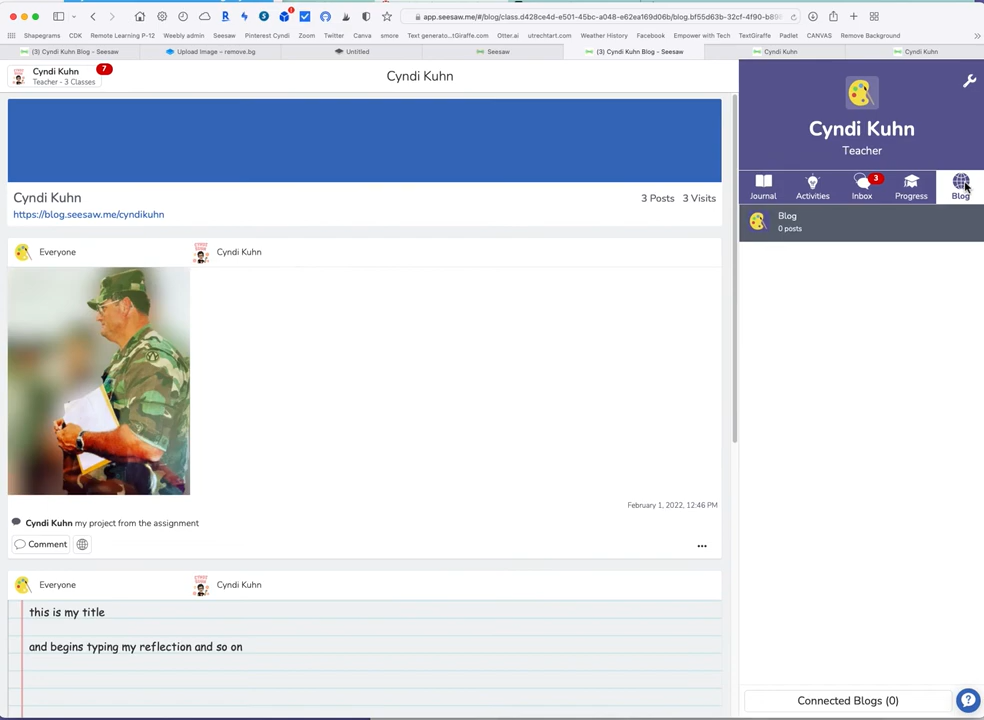 app.seesaw.me/#/blog/class.d428ce4d-e501-45bc-a048-e62ea169d06b/blog.bf55d63b-32cf-4f90-b89
Shapegrams CDK Remote Learning P-12 Weebly admin Seesaw Pinterest Cyndi Zoom Twitter Canva smore Text generato...tGiraffe.com Otter.ai utrechtart.com Weather History Facebook Empower with Tech TextGiraffe Padlet CANVAS Remove Background
(3) Cyndi Kuhn Blog – Seesaw Upload Image – remove.bg Untitled Seesaw (3) Cyndi Kuhn Blog – Seesaw Cyndi Kuhn Cyndi Kuhn
Cyndi Kuhn 7
Teacher - 3 Classes
Cyndi Kuhn
Cyndi Kuhn
https://blog.seesaw.me/cyndikuhn
3 Posts 3 Visits
Everyone Cyndi Kuhn
February 1, 2022, 12:46 PM
Cyndi Kuhn my project from the assignment
Comment
Everyone Cyndi Kuhn
this is my title
and begins typing my reflection and so on
Cyndi Kuhn
Teacher
Journal Activities Inbox 3 Progress Blog
Blog
0 posts
Connected Blogs (0)
?